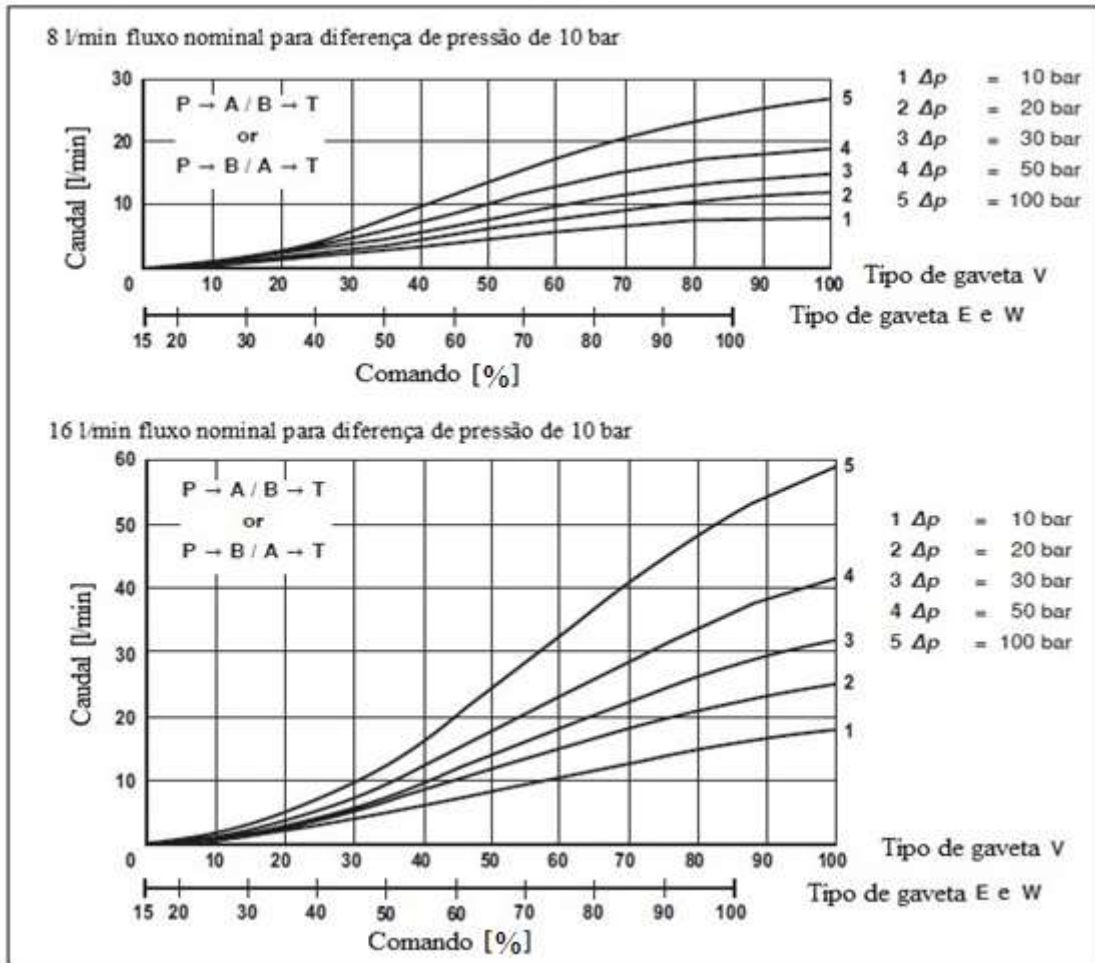 8 l/min fluxo nominal para diferença de pressão de 10 bar
30
20
10
0
Caudal [l/min]
P → A / B → T
or
P → B / A → T
5
4
3
2
1
1 Δp = 10 bar
2 Δp = 20 bar
3 Δp = 30 bar
4 Δp = 50 bar
5 Δp = 100 bar
10 20 30 40 50 60 70 80 90 100 Tipo de gaveta V
15 20 30 40 50 60 70 80 90 100 Tipo de gaveta E e W
Comando [%]
16 l/min fluxo nominal para diferença de pressão de 10 bar
60
50
40
30
20
10
0
Caudal [l/min]
P → A / B → T
or
P → B / A → T
5
4
3
2
1
1 Δp = 10 bar
2 Δp = 20 bar
3 Δp = 30 bar
4 Δp = 50 bar
5 Δp = 100 bar
10 20 30 40 50 60 70 80 90 100 Tipo de gaveta V
15 20 30 40 50 60 70 80 90 100 Tipo de gaveta E e W
Comando [%]